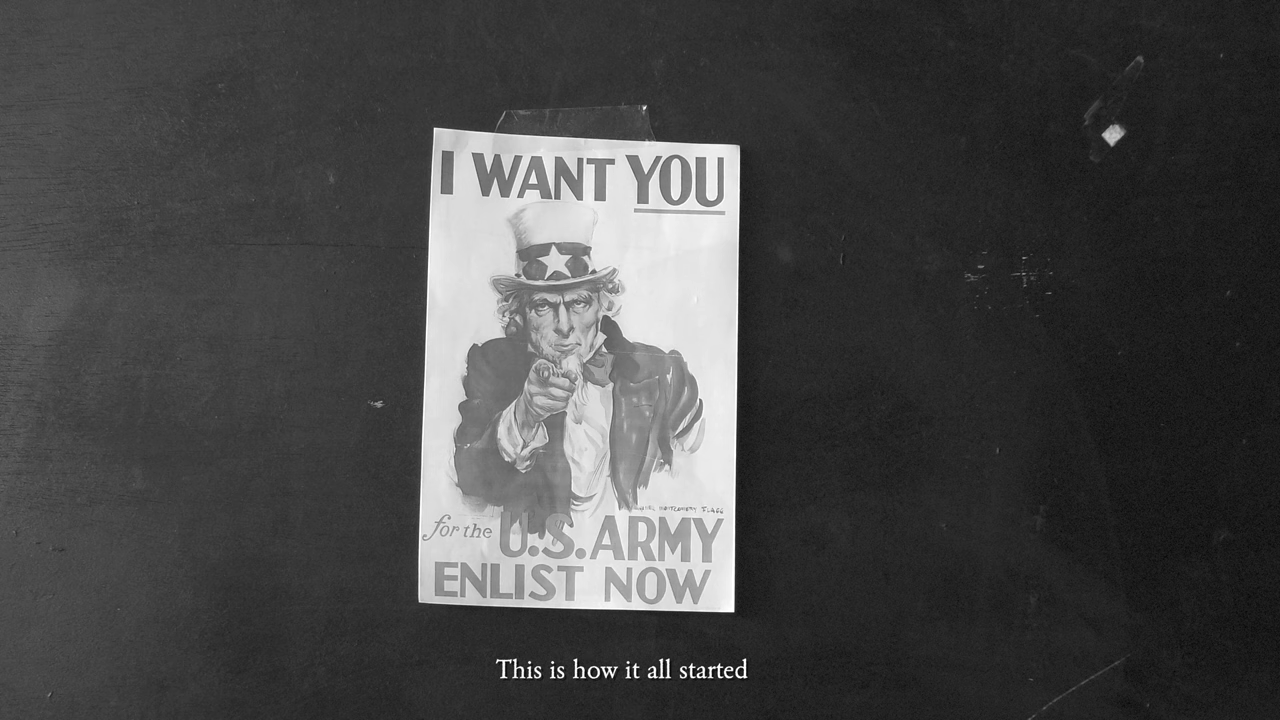 I WANT YOU
for the U.S. ARMY
ENLIST NOW
This is how it all started